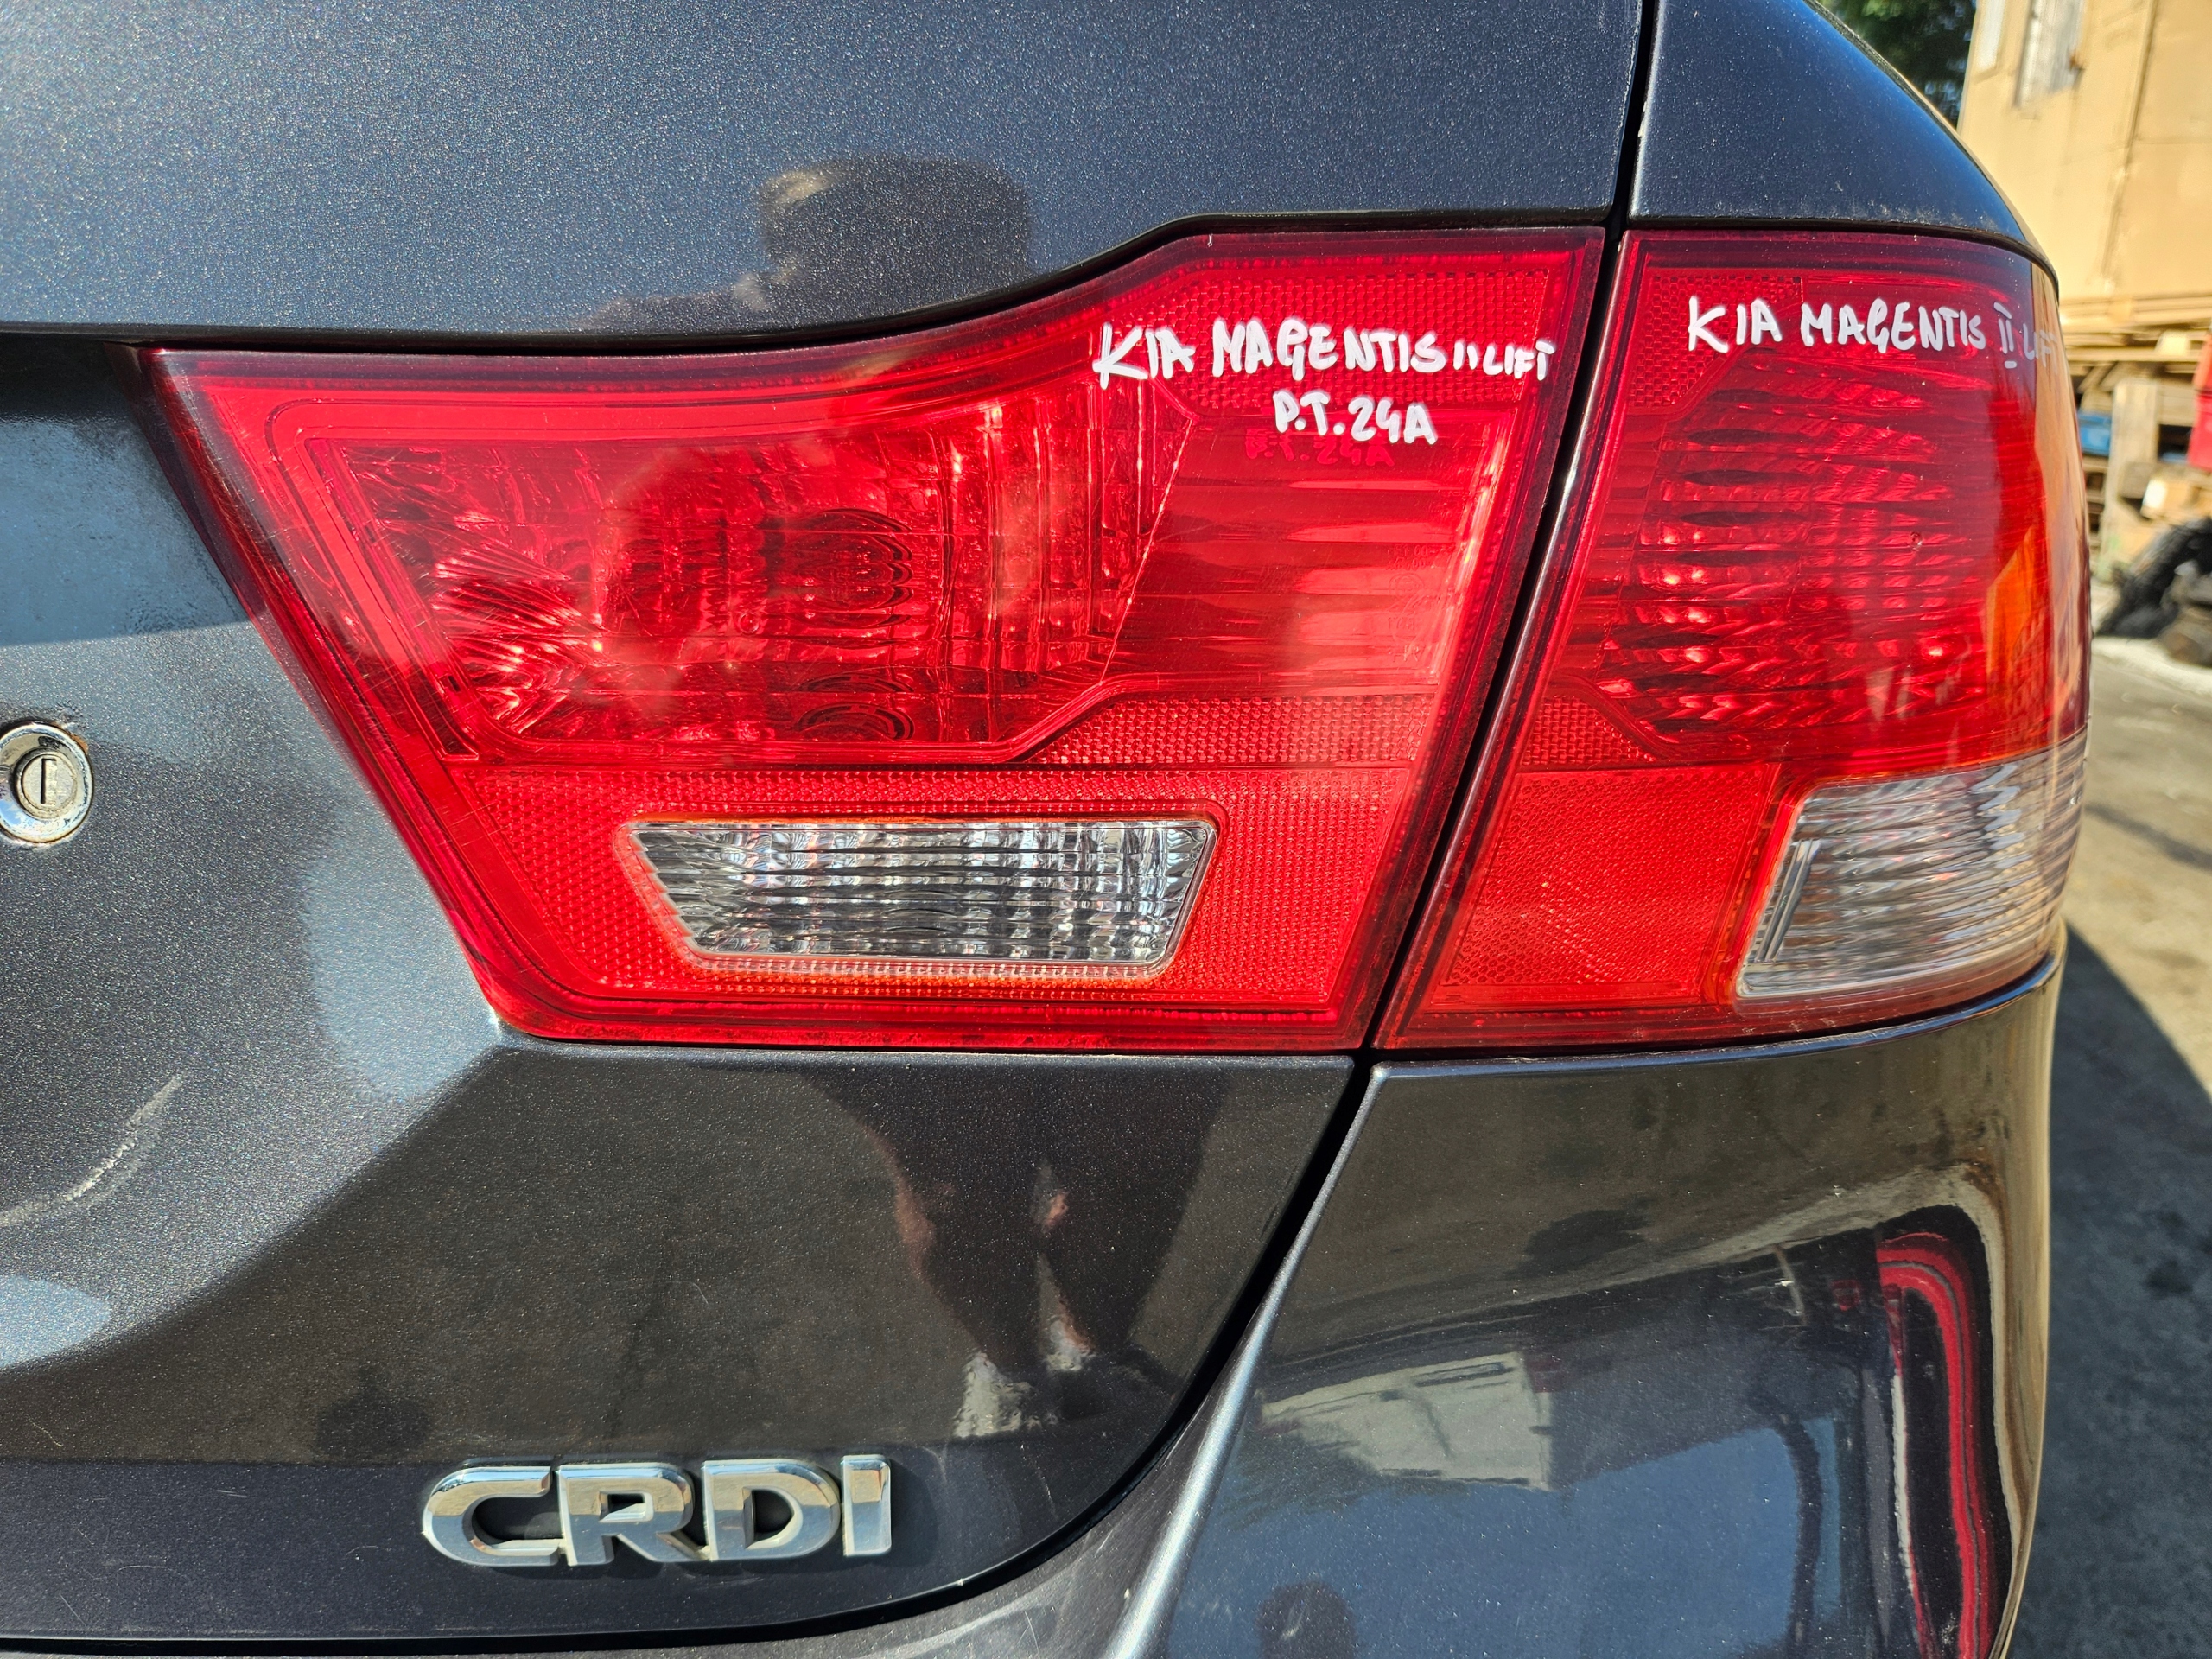 KIA MAGENTIS II LIFT
P.T.24A
KIA MAGENTIS II LIFT
CRDI